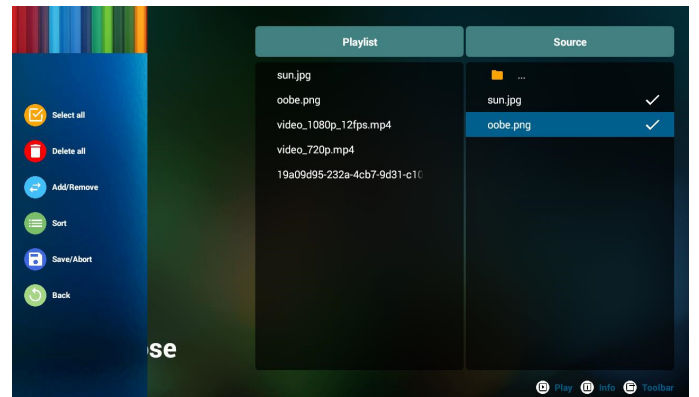 Select all
Delete all
Add/Remove
Sort
Save/Abort
Back
se
Playlist
sun.jpg
oobe.png
video_1080p_12fps.mp4
video_720p.mp4
19a09d95-232a-4cb7-9d31-c10
Source
...
sun.jpg
oobe.png
Play Info Toolbar